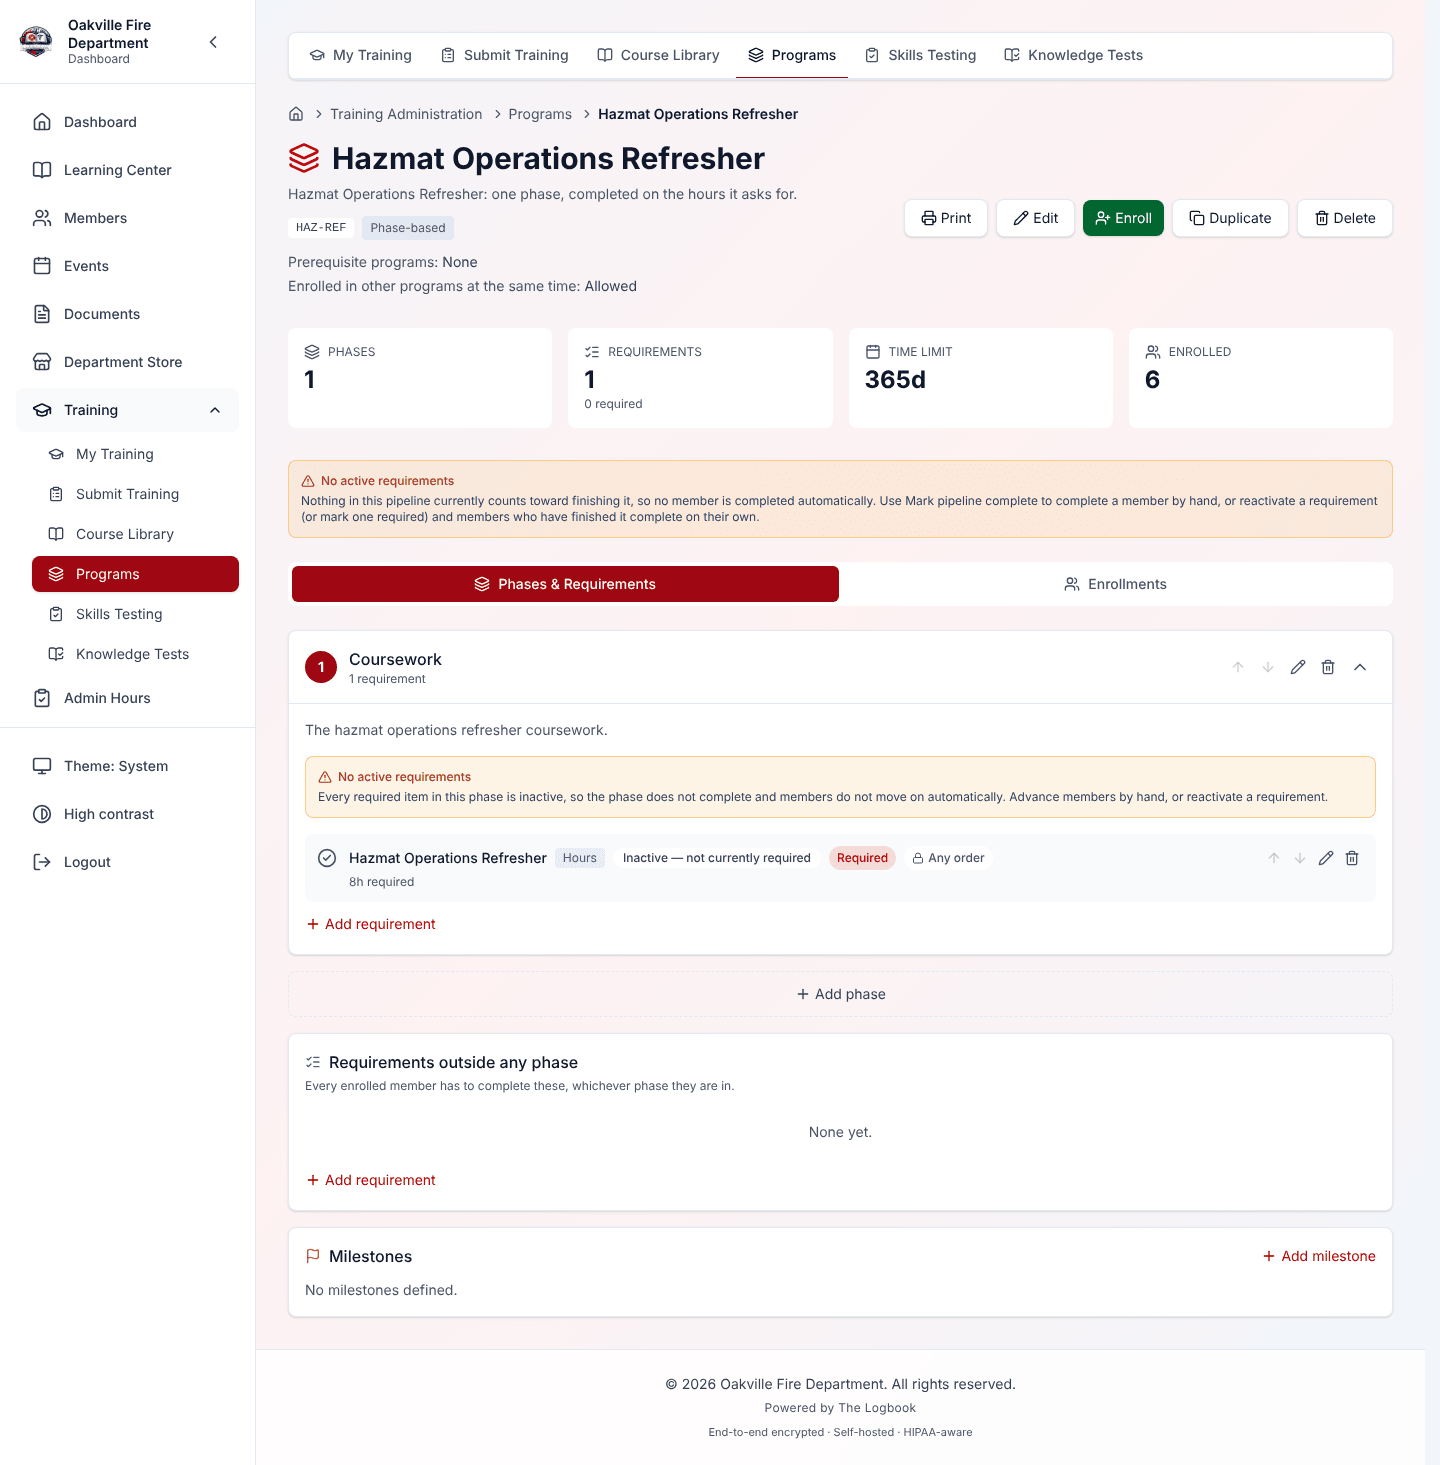 Oakville Fire
Department
Dashboard
Dashboard
Learning Center
Members
Events
Documents
Department Store
Training
My Training
Submit Training
Course Library
Programs
Skills Testing
Knowledge Tests
Admin Hours
Theme: System
High contrast
Logout
My Training
Submit Training
Course Library
Programs
Skills Testing
Knowledge Tests
Training Administration
Programs
Hazmat Operations Refresher
Hazmat Operations Refresher
Hazmat Operations Refresher: one phase, completed on the hours it asks for.
HAZ-REF
Phase-based
Prerequisite programs: None
Enrolled in other programs at the same time: Allowed
Print
Edit
Enroll
Duplicate
Delete
PHASES
1
REQUIREMENTS
1
0 required
TIME LIMIT
365d
ENROLLED
6
No active requirements
Nothing in this pipeline currently counts toward finishing it, so no member is completed automatically. Use Mark pipeline complete to complete a member by hand, or reactivate a requirement
(or mark one required) and members who have finished it complete on their own.
Phases & Requirements
Enrollments
1
Coursework
1 requirement
The hazmat operations refresher coursework.
No active requirements
Every required item in this phase is inactive, so the phase does not complete and members do not move on automatically. Advance members by hand, or reactivate a requirement.
Hazmat Operations Refresher
Hours
Inactive — not currently required
Required
Any order
8h required
Add requirement
Add phase
Requirements outside any phase
Every enrolled member has to complete these, whichever phase they are in.
None yet.
Add requirement
Milestones
Add milestone
No milestones defined.
© 2026 Oakville Fire Department. All rights reserved.
Powered by The Logbook
End-to-end encrypted · Self-hosted · HIPAA-aware